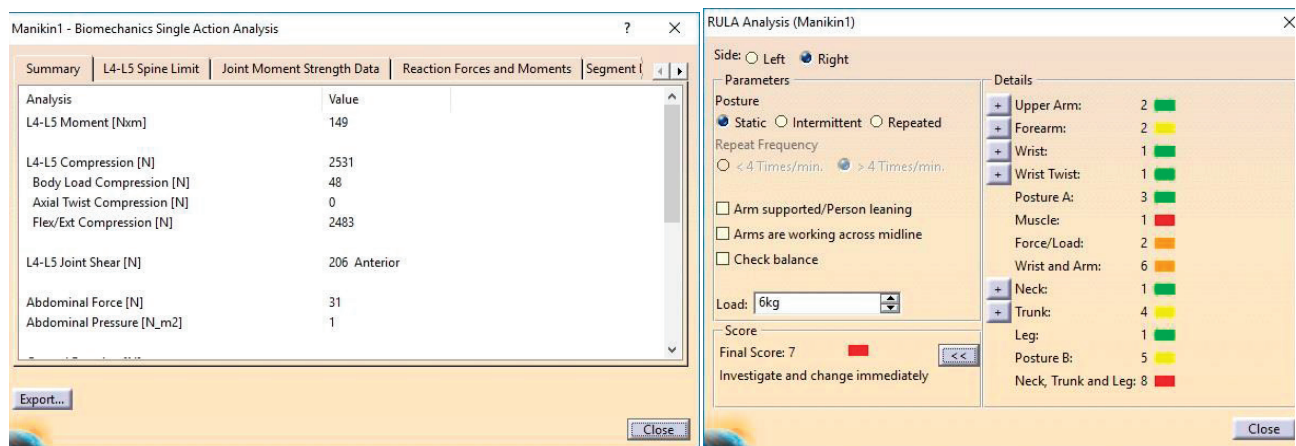 Manikin1 - Biomechanics Single Action Analysis ? X
Summary L4-L5 Spine Limit Joint Moment Strength Data Reaction Forces and Moments Segment
Analysis Value
L4-L5 Moment [Nxm] 149
L4-L5 Compression [N] 2531
Body Load Compression [N] 48
Axial Twist Compression [N] 0
Flex/Ext Compression [N] 2483
L4-L5 Joint Shear [N] 206 Anterior
Abdominal Force [N] 31
Abdominal Pressure [N_m2] 1
Export...
Close
RULA Analysis (Manikin1) X
Side: Left Right
Parameters
Posture
Static Intermittent Repeated
Repeat Frequency
< 4 Times/min. > 4 Times/min.
Arm supported/Person leaning
Arms are working across midline
Check balance
Load: 6kg
Score
Final Score: 7
<<
Investigate and change immediately
Details
+ Upper Arm: 2
+ Forearm: 2
+ Wrist: 1
+ Wrist Twist: 1
Posture A: 3
Muscle: 1
Force/Load: 2
Wrist and Arm: 6
+ Neck: 1
+ Trunk: 4
Leg: 1
Posture B: 5
Neck, Trunk and Leg: 8
Close